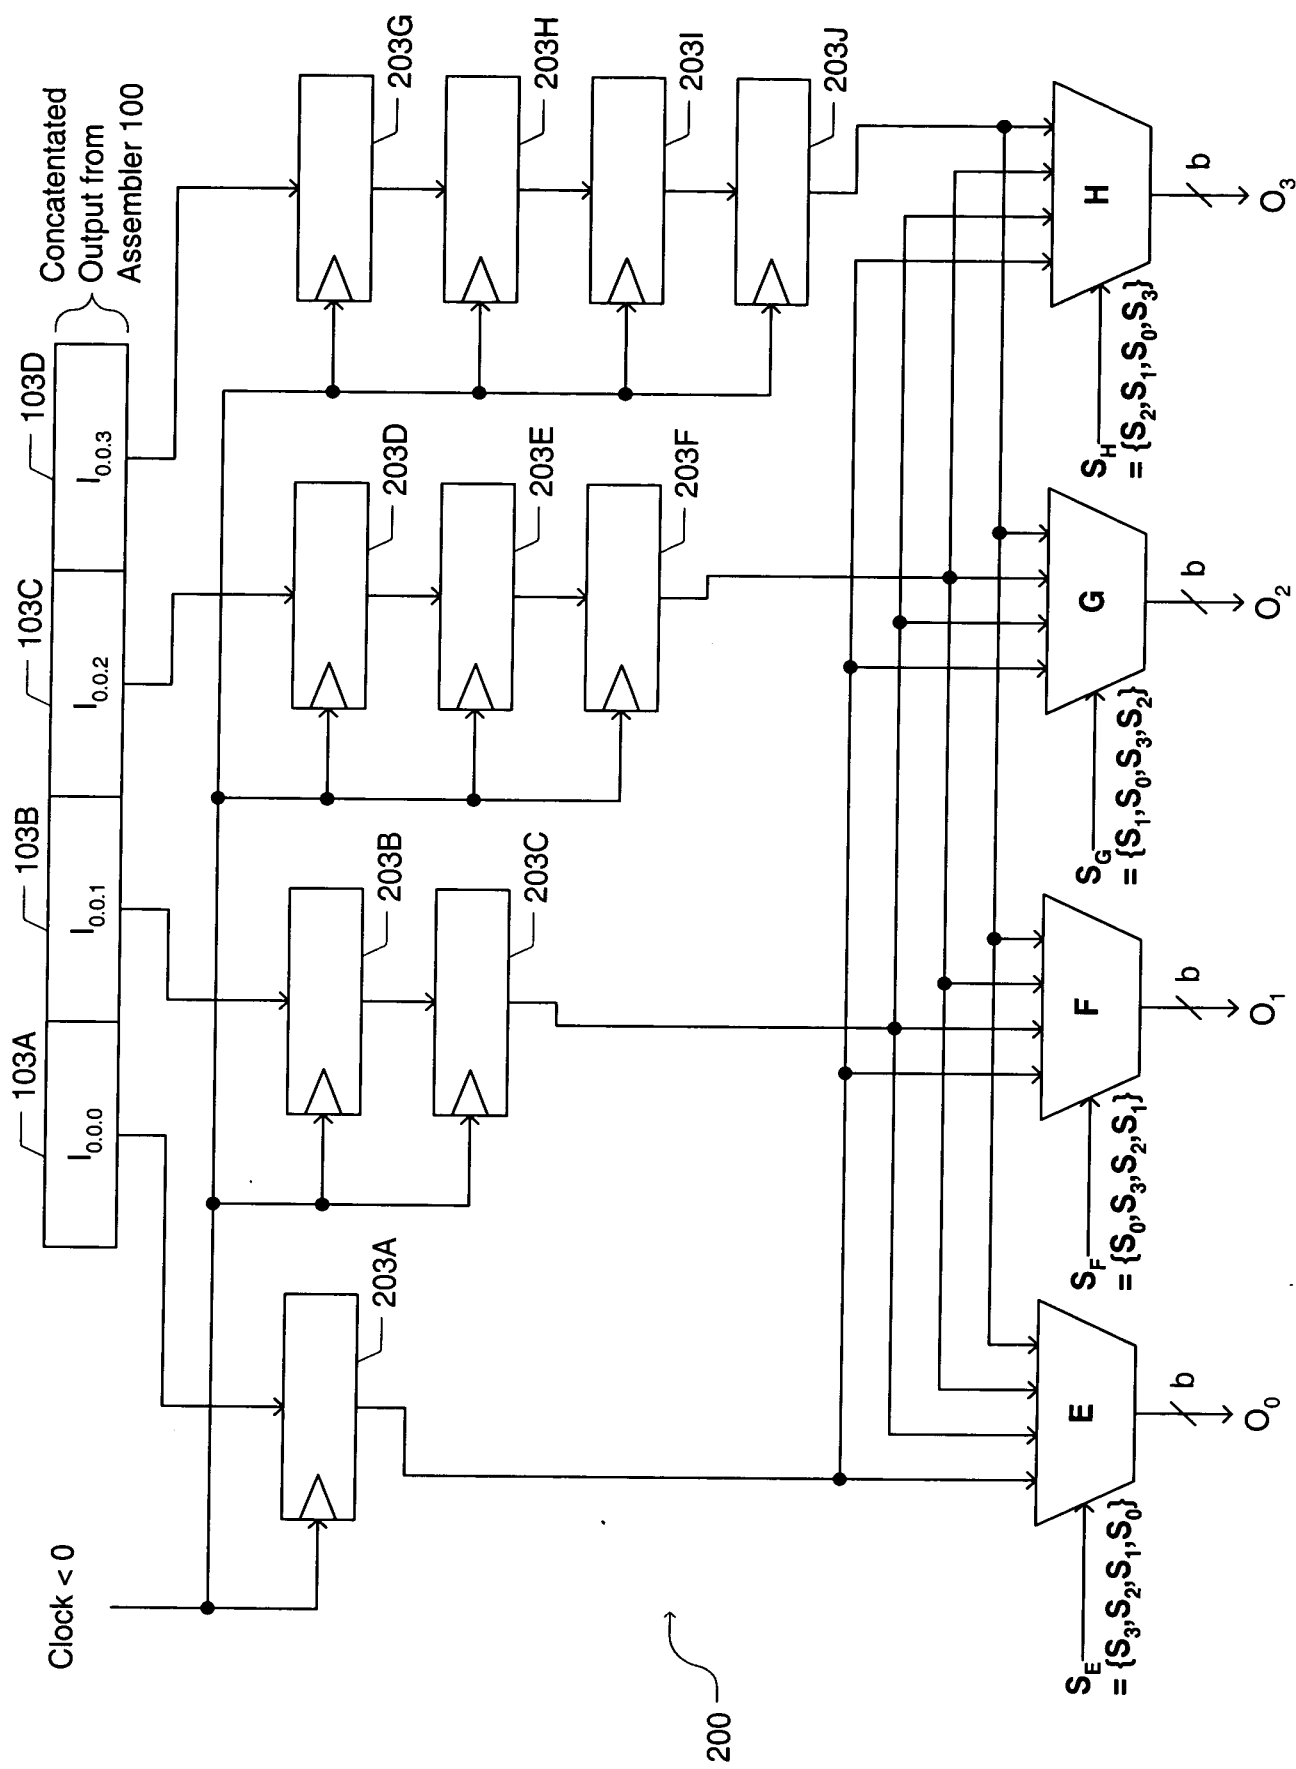 Clock < 0
103A
103B
103C
103D
Concatentated
Output from
Assembler 100
I0.0.0
I0.0.1
I0.0.2
I0.0.3
203A
203B
203C
203D
203E
203F
203G
203H
203I
203J
200
SE
= {S3,S2,S1,S0}
E
b
O0
SF
= {S0,S3,S2,S1}
F
b
O1
SG
= {S1,S0,S3,S2}
G
b
O2
SH
= {S2,S1,S0,S3}
H
b
O3